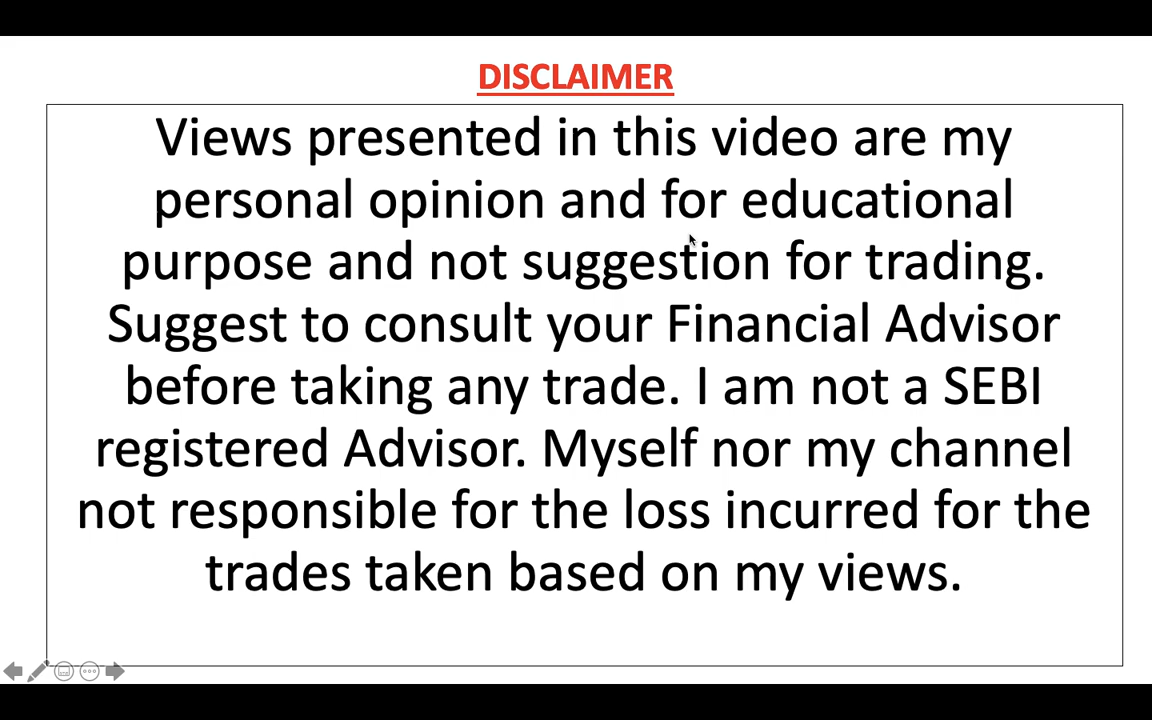 DISCLAIMER
Views presented in this video are my
personal opinion and for educational
purpose and not suggestion for trading.
Suggest to consult your Financial Advisor
before taking any trade. I am not a SEBI
registered Advisor. Myself nor my channel
not responsible for the loss incurred for the
trades taken based on my views.